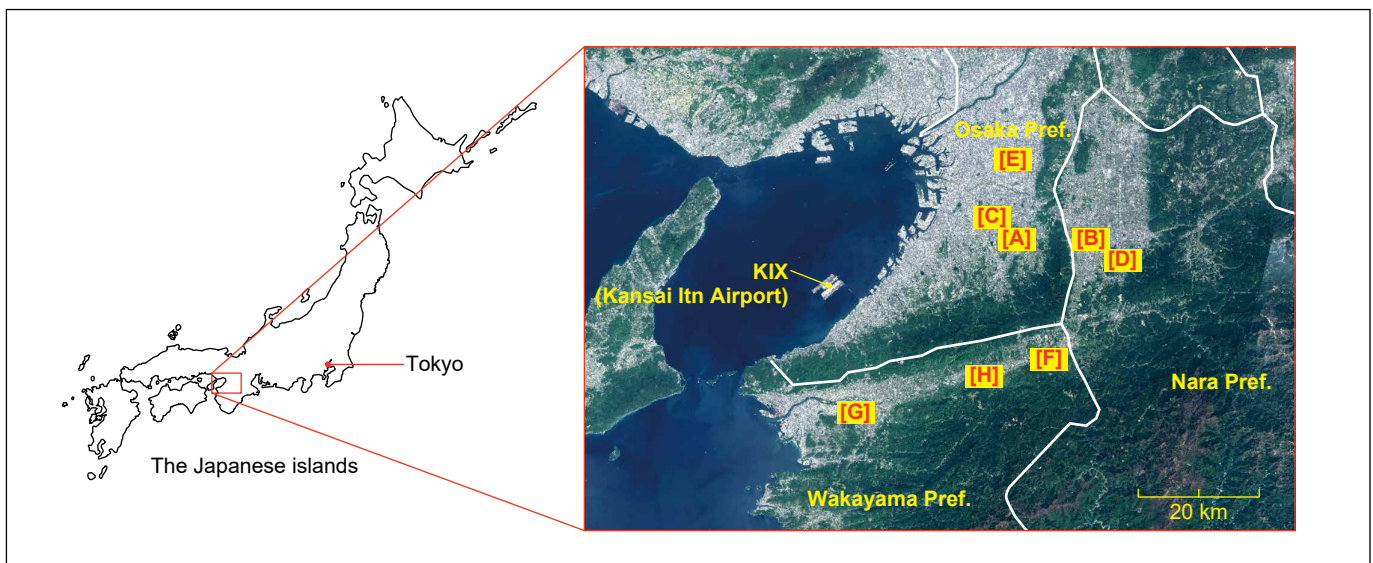 Tokyo
The Japanese islands
Osaka Pref.
[E]
[C]
[A]
[B]
[D]
KIX
(Kansai Itn Airport)
[F]
[H]
[G]
Nara Pref.
Wakayama Pref.
20 km